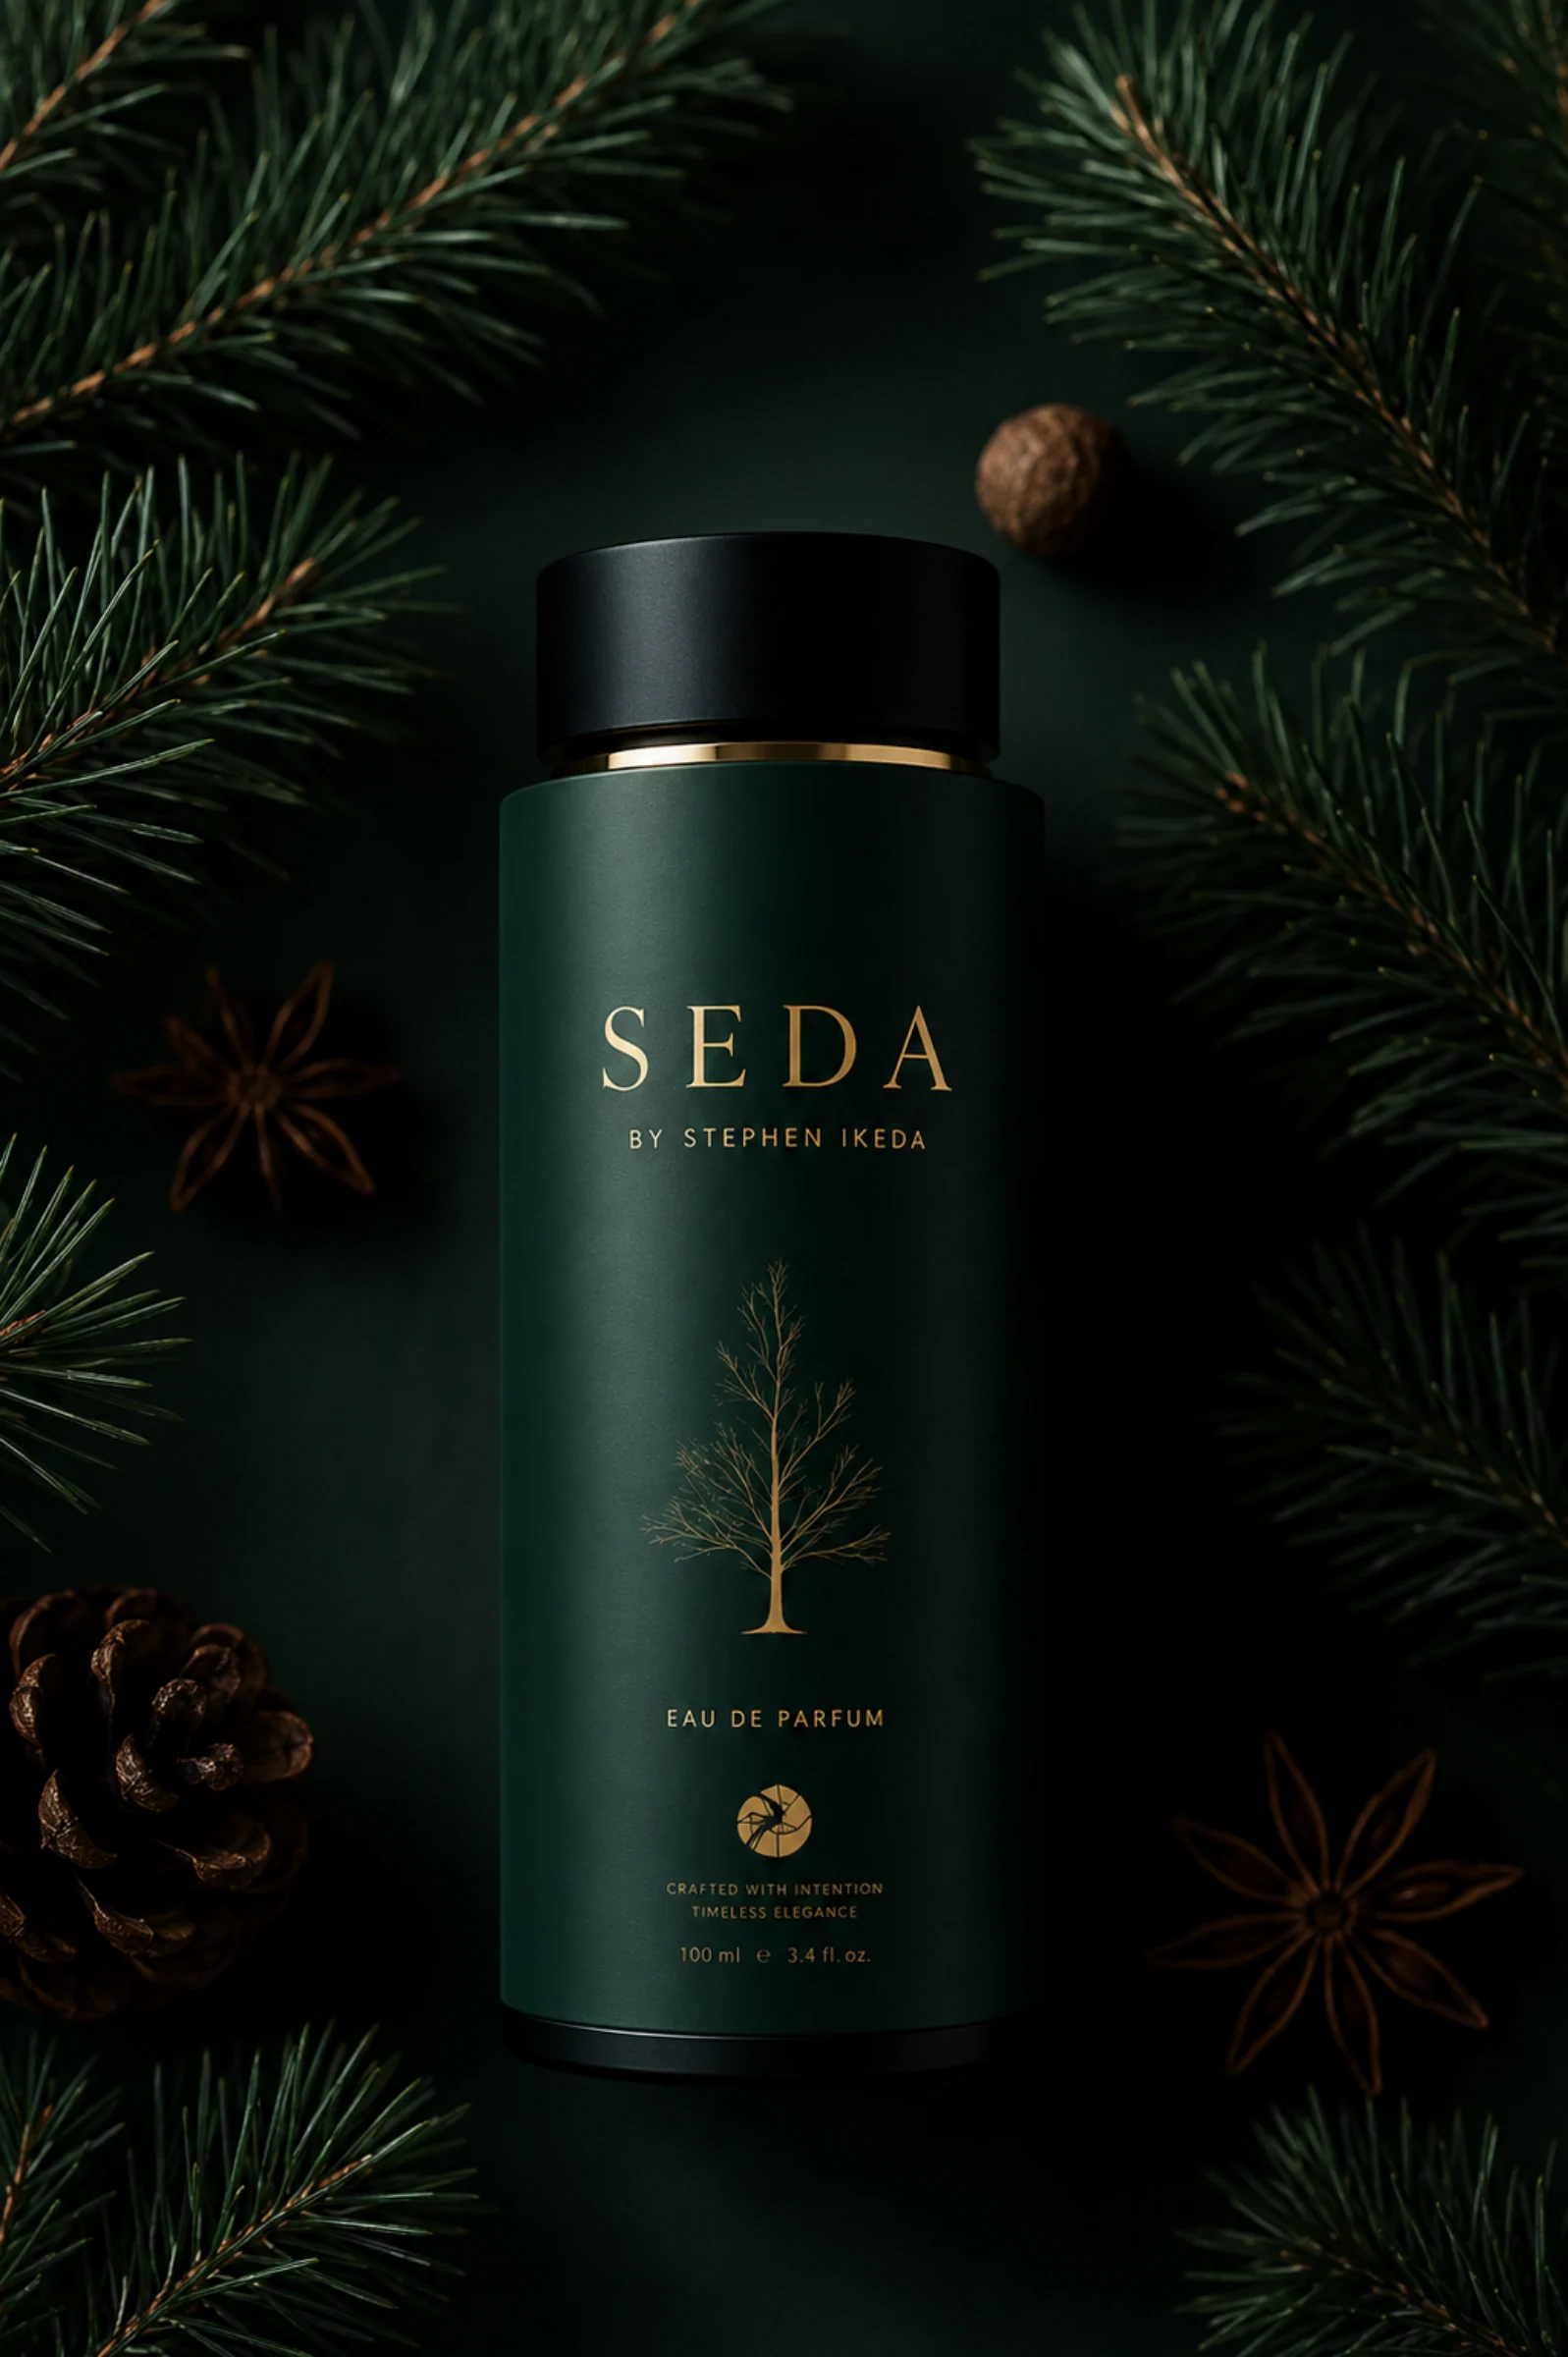 SEDA
BY STEPHEN IKEDA
EAU DE PARFUM
CRAFTED WITH INTENTION
TIMELESS ELEGANCE
100 ml ℮ 3.4 fl. oz.